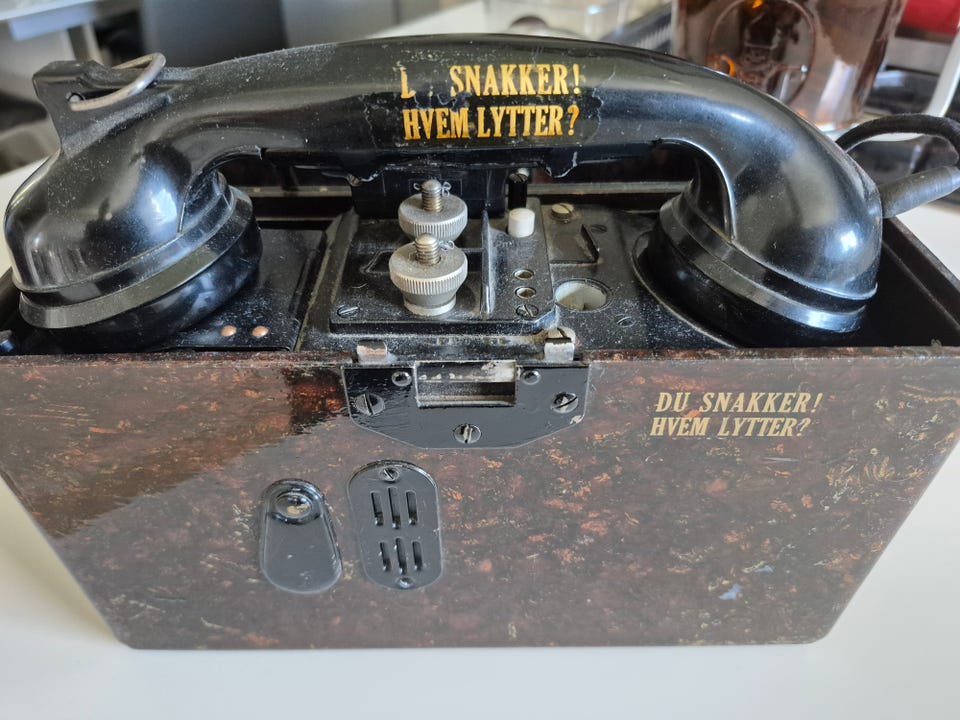 L SNAKKER!
HVEM LYTTER?
DU SNAKKER!
HVEM LYTTER?